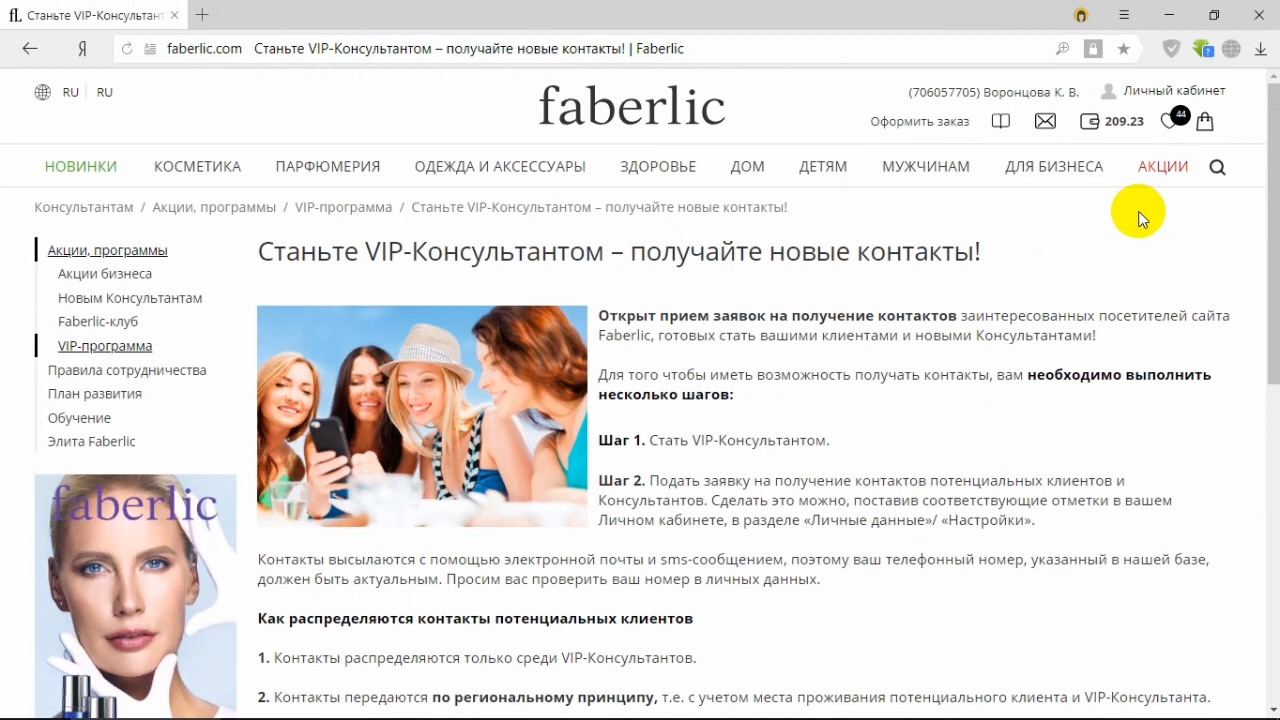 Станьте VIP-Консультант
Я
faberlic.com Станьте VIP-Консультантом – получайте новые контакты! | Faberlic
RU RU
faberlic
(706057705) Воронцова К. В. Личный кабинет
Оформить заказ 209.23 44
НОВИНКИ КОСМЕТИКА ПАРФЮМЕРИЯ ОДЕЖДА И АКСЕССУАРЫ ЗДОРОВЬЕ ДОМ ДЕТЯМ МУЖЧИНАМ ДЛЯ БИЗНЕСА АКЦИИ
Консультантам / Акции, программы / VIP-программа / Станьте VIP-Консультантом – получайте новые контакты!
Акции, программы
Акции бизнеса
Новым Консультантам
Faberlic-клуб
VIP-программа
Правила сотрудничества
План развития
Обучение
Элита Faberlic
faberlic
Станьте VIP-Консультантом – получайте новые контакты!
Открыт прием заявок на получение контактов заинтересованных посетителей сайта
Faberlic, готовых стать вашими клиентами и новыми Консультантами!
Для того чтобы иметь возможность получать контакты, вам необходимо выполнить
несколько шагов:
Шаг 1. Стать VIP-Консультантом.
Шаг 2. Подать заявку на получение контактов потенциальных клиентов и
Консультантов. Сделать это можно, поставив соответствующие отметки в вашем
Личном кабинете, в разделе «Личные данные»/ «Настройки».
Контакты высылаются с помощью электронной почты и sms-сообщением, поэтому ваш телефонный номер, указанный в нашей базе,
должен быть актуальным. Просим вас проверить ваш номер в личных данных.
Как распределяются контакты потенциальных клиентов
1. Контакты распределяются только среди VIP-Консультантов.
2. Контакты передаются по региональному принципу, т.е. с учетом места проживания потенциального клиента и VIP-Консультанта.